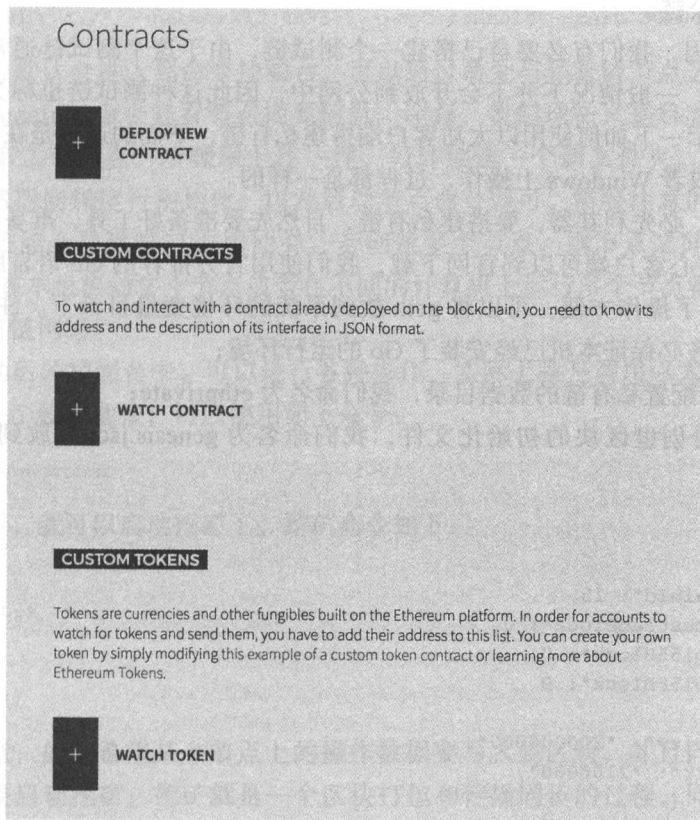 Contracts
+
DEPLOY NEW
CONTRACT
CUSTOM CONTRACTS
To watch and interact with a contract already deployed on the blockchain, you need to know its
address and the description of its interface in JSON format.
+
WATCH CONTRACT
CUSTOM TOKENS
Tokens are currencies and other fungibles built on the Ethereum platform. In order for accounts to
watch for tokens and send them, you have to add their address to this list. You can create your own
token by simply modifying this example of a custom token contract or learning more about
Ethereum Tokens.
+
WATCH TOKEN